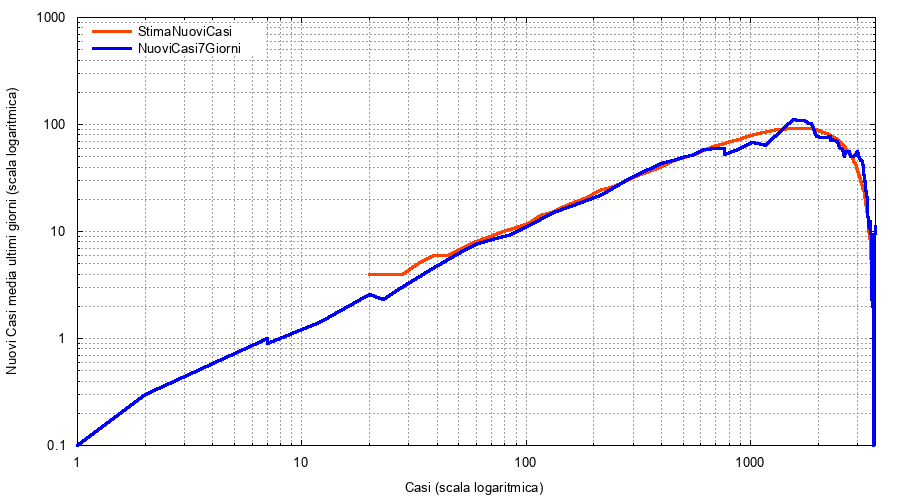 1000
100
10
1
0.1
StimaNuoviCasi
NuoviCasi7Giorni
Nuovi Casi media ultimi giorni (scala logaritmica)
1 10 100 1000
Casi (scala logaritmica)